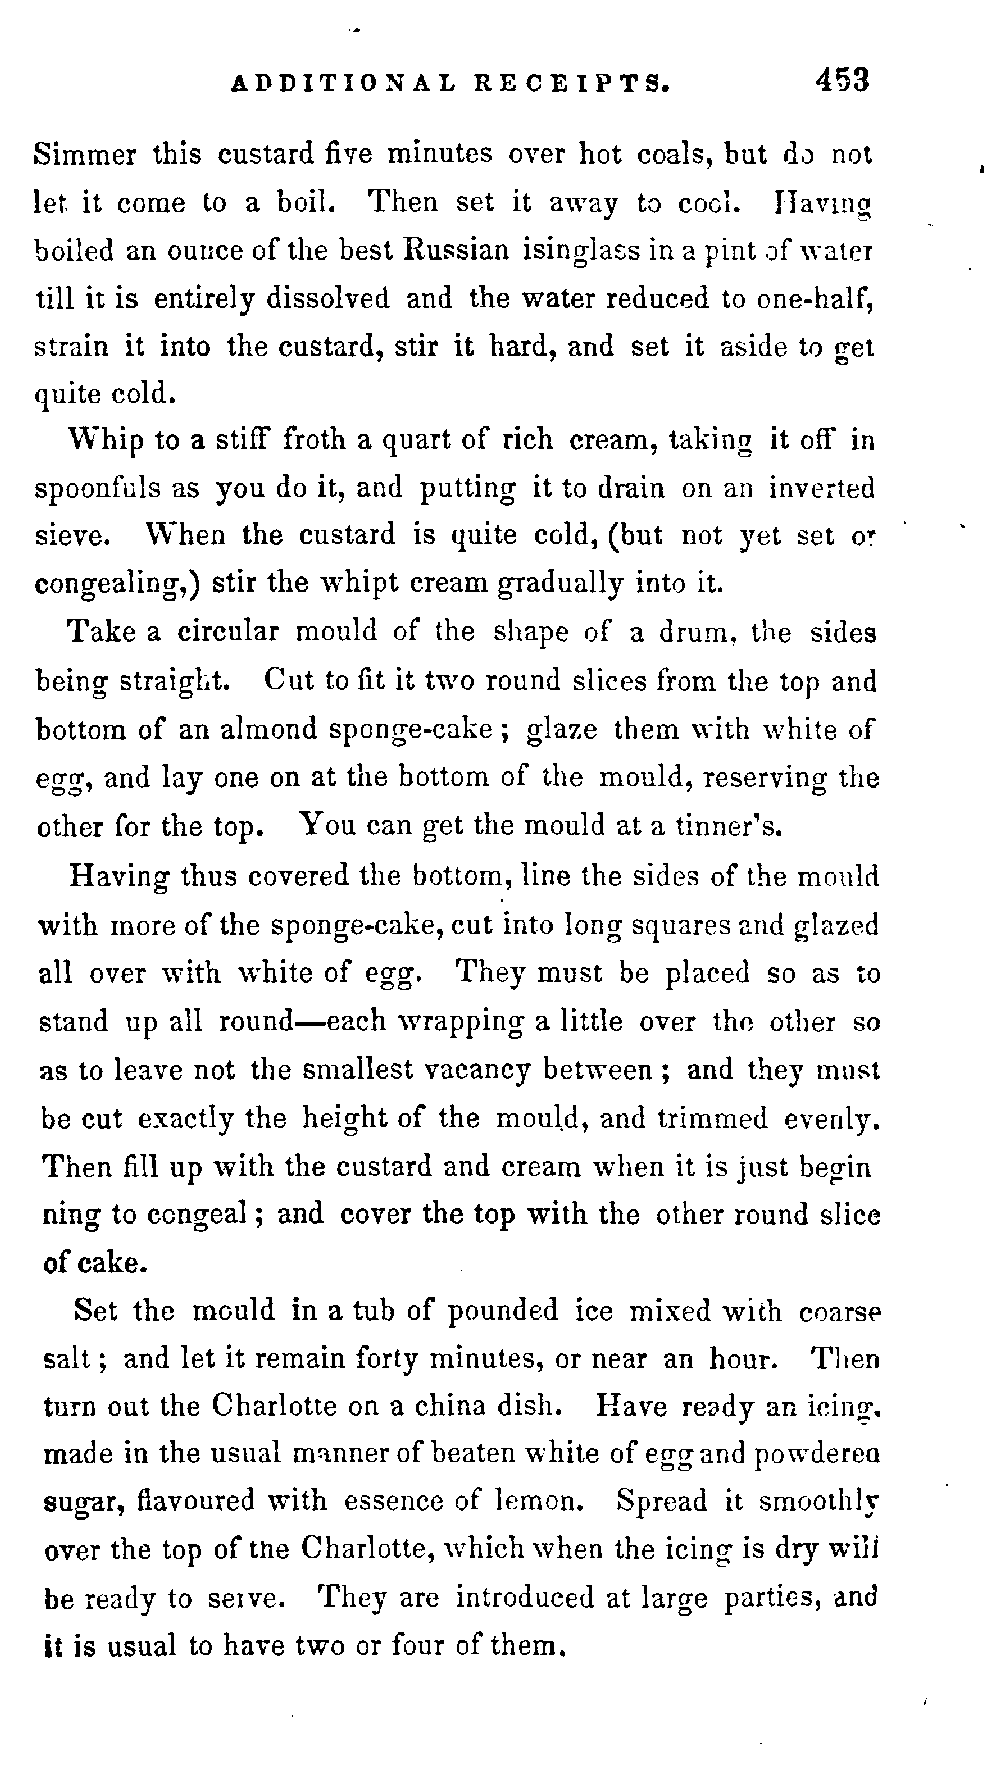 ADDITIONAL RECEIPTS. 453
Simmer this custard five minutes over hot coals, but do not
let it come to a boil. Then set it away to cool. Having
boiled an ounce of the best Russian isinglass in a pint of water
till it is entirely dissolved and the water reduced to one-half,
strain it into the custard, stir it hard, and set it aside to get
quite cold.
Whip to a stiff froth a quart of rich cream, taking it off in
spoonfuls as you do it, and putting it to drain on an inverted
sieve. When the custard is quite cold, (but not yet set or
congealing,) stir the whipt cream gradually into it.
Take a circular mould of the shape of a drum, the sides
being straight. Cut to fit it two round slices from the top and
bottom of an almond sponge-cake; glaze them with white of
egg, and lay one on at the bottom of the mould, reserving the
other for the top. You can get the mould at a tinner's.
Having thus covered the bottom, line the sides of the mould
with more of the sponge-cake, cut into long squares and glazed
all over with white of egg. They must be placed so as to
stand up all round—each wrapping a little over the other so
as to leave not the smallest vacancy between; and they must
be cut exactly the height of the mould, and trimmed evenly.
Then fill up with the custard and cream when it is just begin
ning to congeal; and cover the top with the other round slice
of cake.
Set the mould in a tub of pounded ice mixed with coarse
salt; and let it remain forty minutes, or near an hour. Then
turn out the Charlotte on a china dish. Have ready an icing,
made in the usual manner of beaten white of egg and powdered
sugar, flavoured with essence of lemon. Spread it smoothly
over the top of the Charlotte, which when the icing is dry will
be ready to serve. They are introduced at large parties, and
it is usual to have two or four of them.